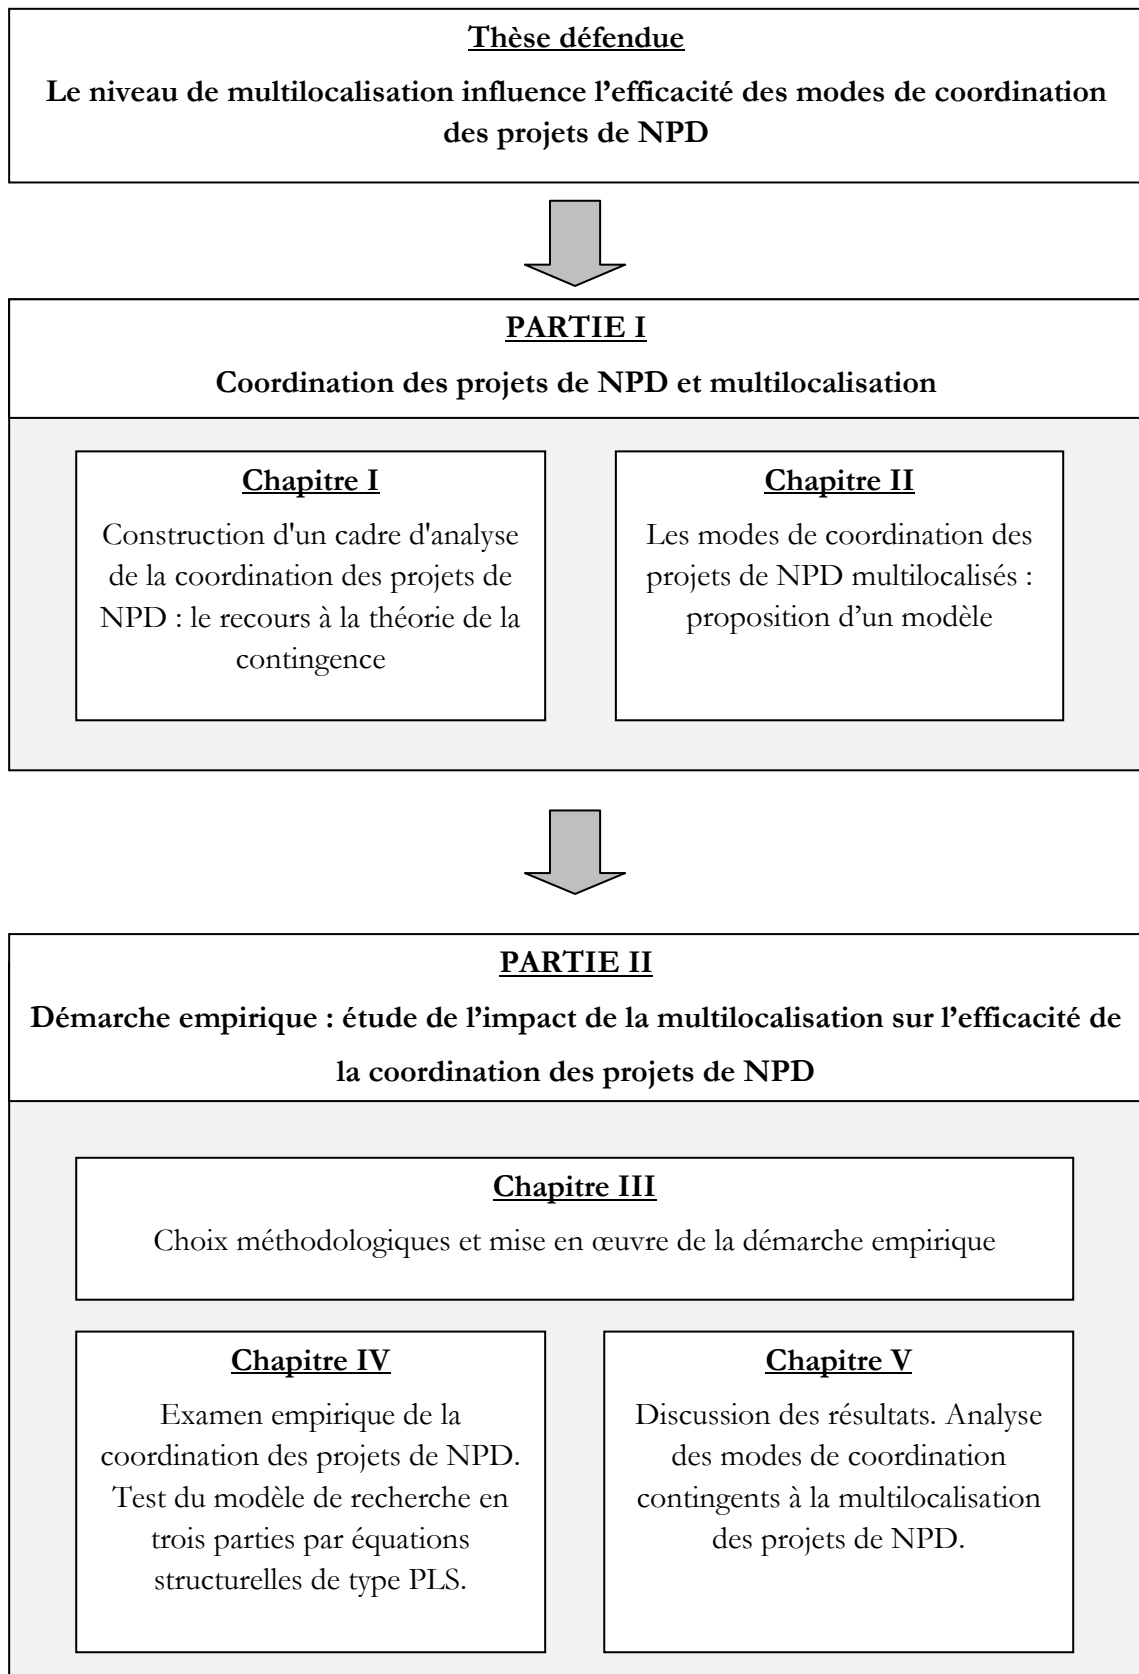 Thèse défendue
Le niveau de multilocalisation influence l’efficacité des modes de coordination
des projets de NPD
PARTIE I
Coordination des projets de NPD et multilocalisation
Chapitre I
Construction d'un cadre d'analyse
de la coordination des projets de
NPD : le recours à la théorie de la
contingence
Chapitre II
Les modes de coordination des
projets de NPD multilocalisés :
proposition d’un modèle
PARTIE II
Démarche empirique : étude de l’impact de la multilocalisation sur l’efficacité de
la coordination des projets de NPD
Chapitre III
Choix méthodologiques et mise en œuvre de la démarche empirique
Chapitre IV
Examen empirique de la
coordination des projets de NPD.
Test du modèle de recherche en
trois parties par équations
structurelles de type PLS.
Chapitre V
Discussion des résultats. Analyse
des modes de coordination
contingents à la multilocalisation
des projets de NPD.